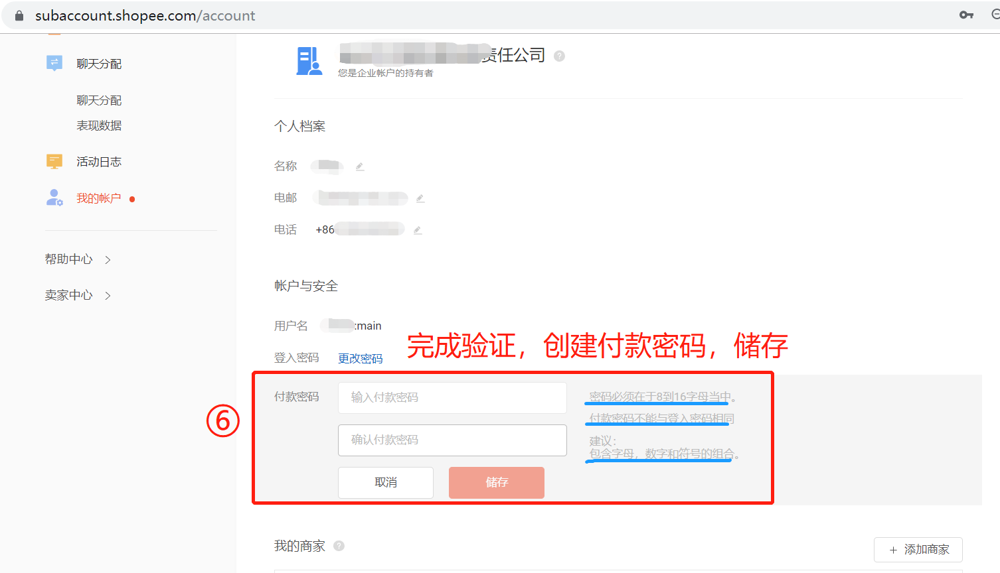 subaccount.shopee.com/account
聊天分配
聊天分配
表现数据
活动日志
我的帐户
帮助中心
卖家中心
责任公司 ?
您是企业帐户的持有者
个人档案
名称
电邮
电话 +86
帐户与安全
用户名 :main
登入密码 更改密码
完成验证，创建付款密码，储存
⑥
付款密码 输入付款密码
确认付款密码
密码必须在于8到16字母当中。
付款密码不能与登入密码相同
建议：
包含字母，数字和符号的组合。
取消 储存
我的商家 ?
+ 添加商家